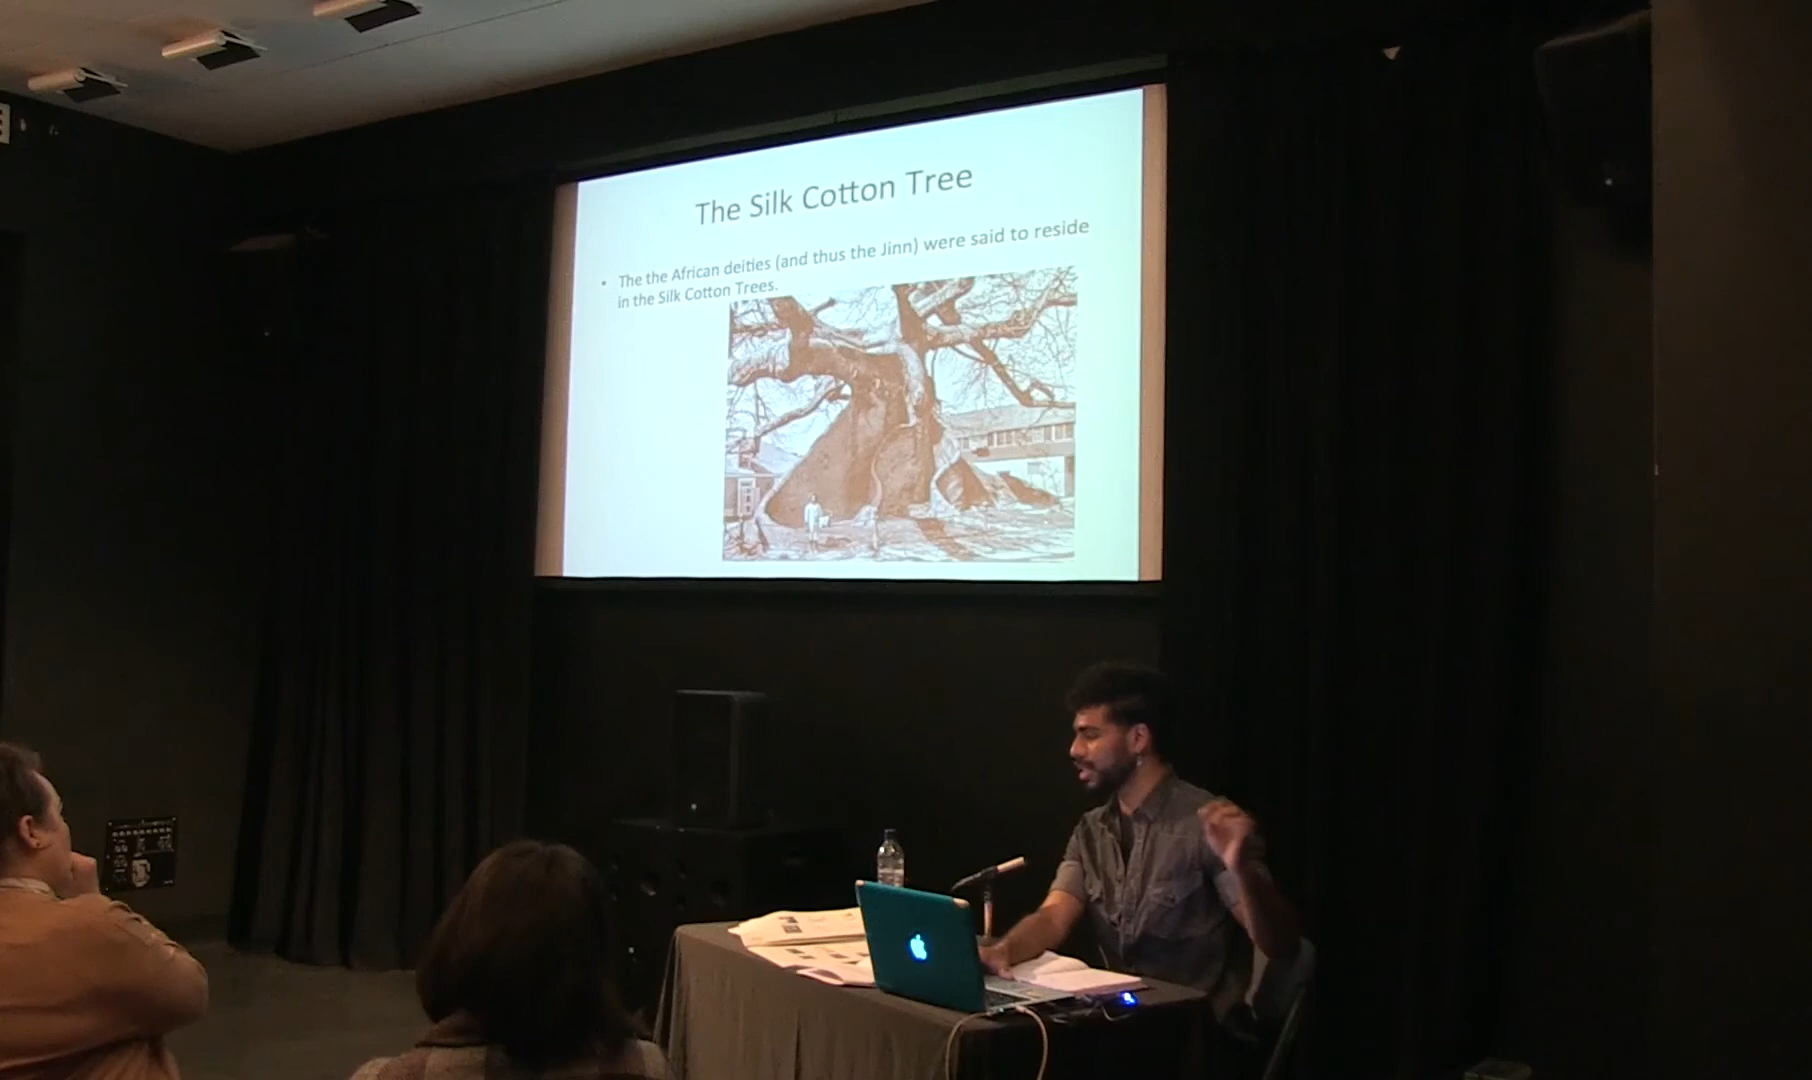 The Silk Cotton Tree
• The the African deities (and thus the Jinn) were said to reside
in the Silk Cotton Trees.